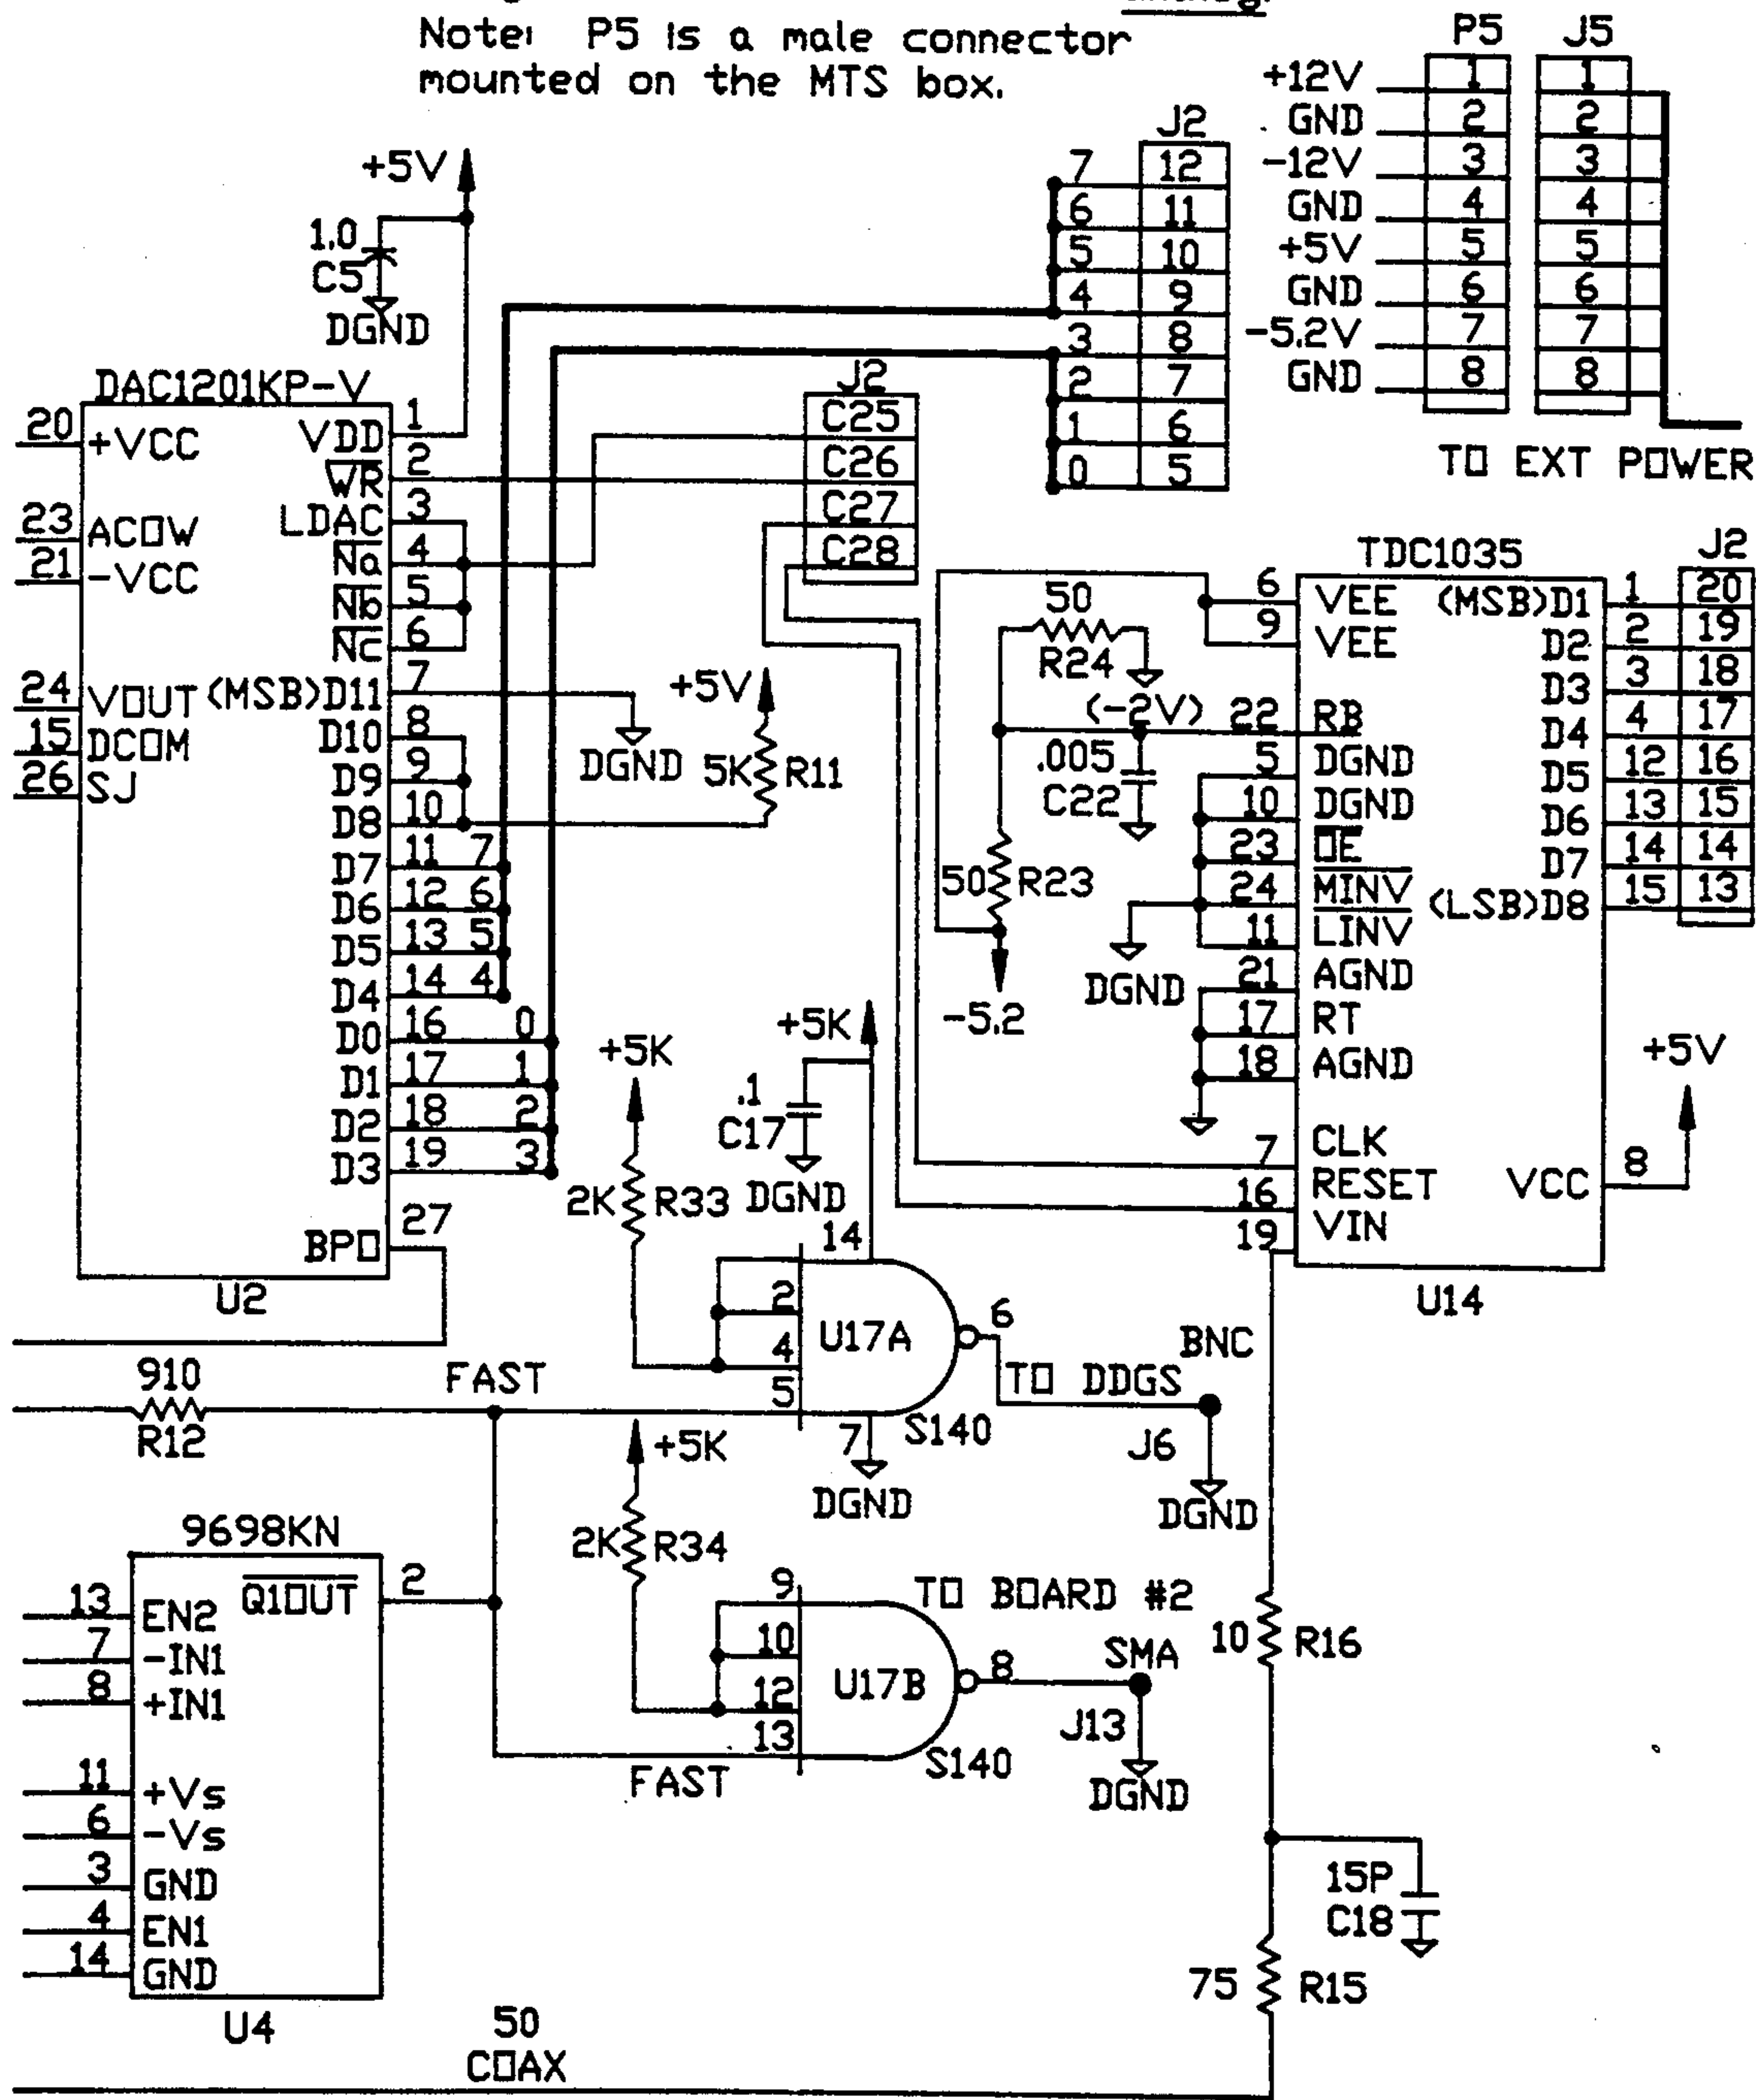 Note: P5 is a male connector
mounted on the MTS box.
P5 J5
+12V 1 1
GND 2 2
-12V 3 3
GND 4 4
+5V 5 5
GND 6 6
-5.2V 7 7
GND 8 8
TO EXT POWER
J2
7 12
6 11
5 10
4 9
3 8
2 7
1 6
0 5
+5V
1.0
C5
DGND
J2
C25
C26
C27
C28
DAC1201KP-V
20 +VCC
23 ACOW
21 -VCC
24 VOUT
15 DCOM
26 SJ
VDD 1
WR 2
LDAC 3
Na 4
Nb 5
Nc 6
(MSB)D11 7
D10 8
D9 9
D8 10
D7 11 7
D6 12 6
D5 13 5
D4 14 4
D0 16 0
D1 17 1
D2 18 2
D3 19 3
BPO 27
U2
DGND
+5V
5K R11
50
R24
(-2V)
.005
C22
50 R23
-5.2
DGND
TDC1035
6 VEE
9 VEE
22 RB
5 DGND
10 DGND
23 OE
24 MINV
11 LINV
21 AGND
17 RT
18 AGND
7 CLK
16 RESET
19 VIN
J2
(MSB)D1 1 20
D2 2 19
D3 3 18
D4 4 17
D5 12 16
D6 13 15
D7 14 14
(LSB)D8 15 13
+5V
VCC 8
U14
+5K
2K R33
+5K
.1
C17
DGND
14
2
4
5
U17A
6
7
S140
DGND
TO DDGS
BNC
J6
DGND
910
R12
FAST
+5K
2K R34
9
10
12
13
U17B
8
S140
FAST
TO BOARD #2
SMA
J13
DGND
9698KN
13 EN2
7 -IN1
8 +IN1
11 +Vs
6 -Vs
3 GND
4 EN1
14 GND
Q1OUT 2
U4
10 R16
15P
C18
75 R15
50
COAX